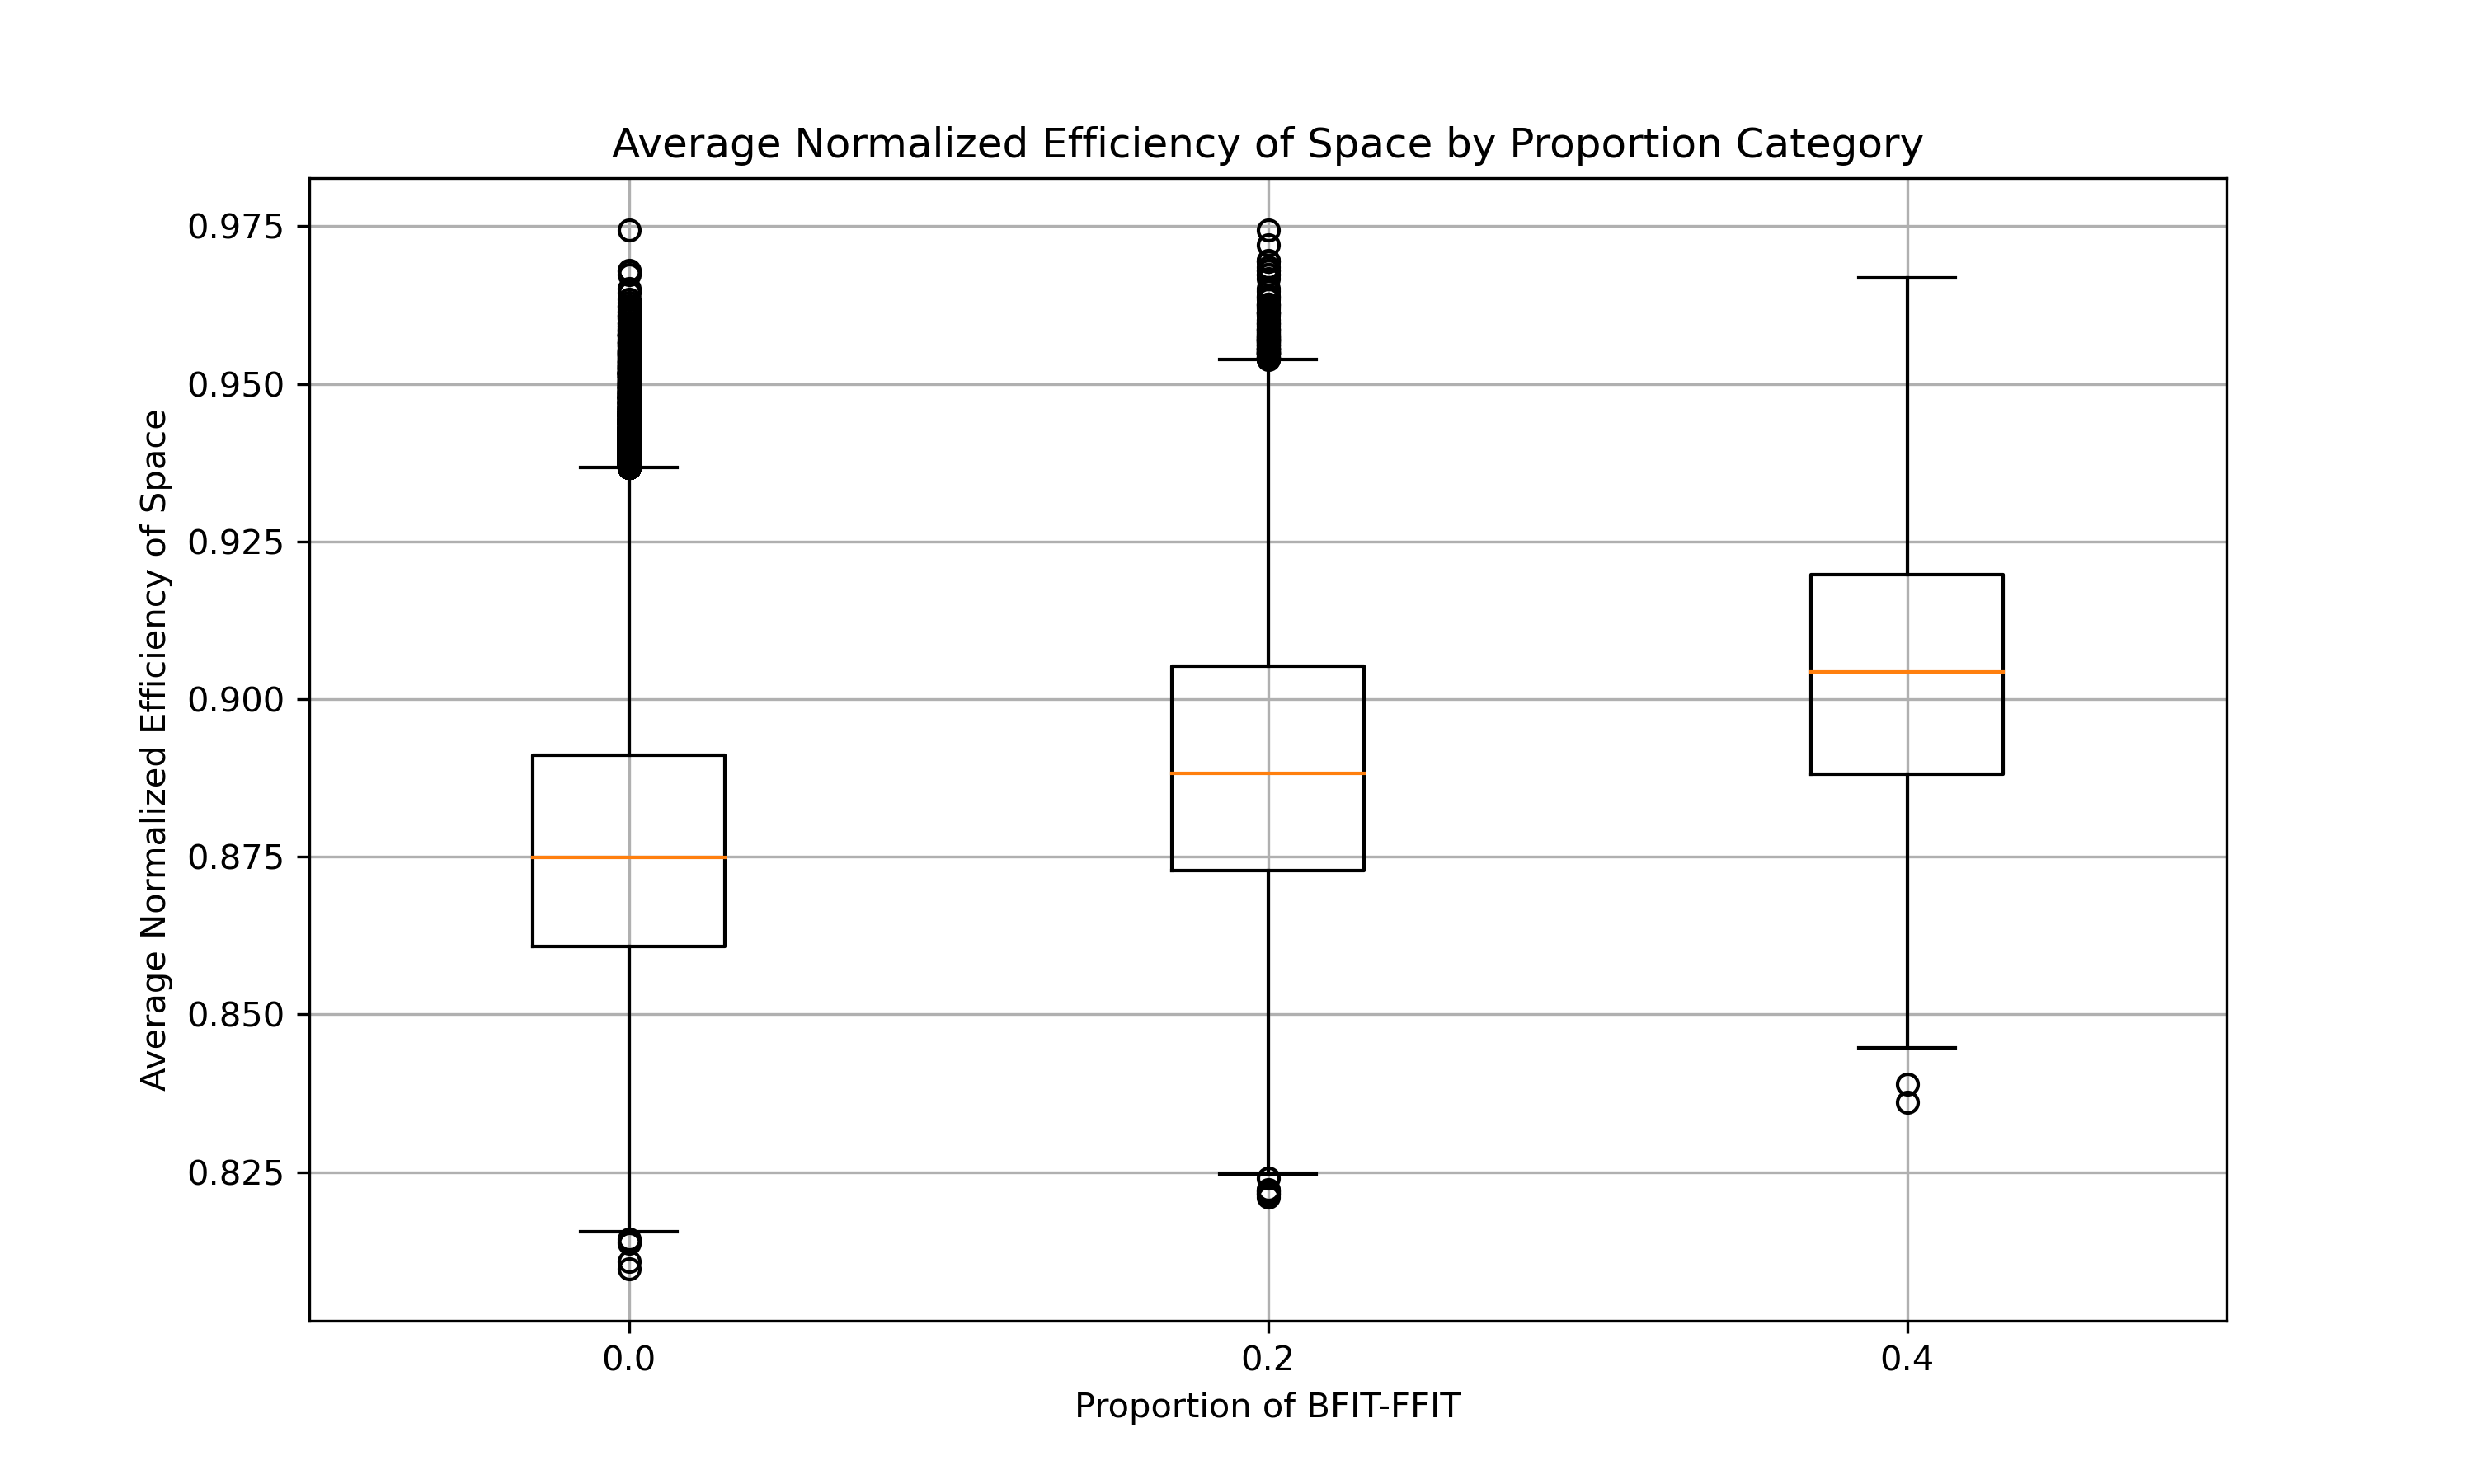 Average Normalized Efficiency of Space by Proportion Category
Average Normalized Efficiency of Space
0.975
0.950
0.925
0.900
0.875
0.850
0.825
0.0 0.2 0.4
Proportion of BFIT-FFIT